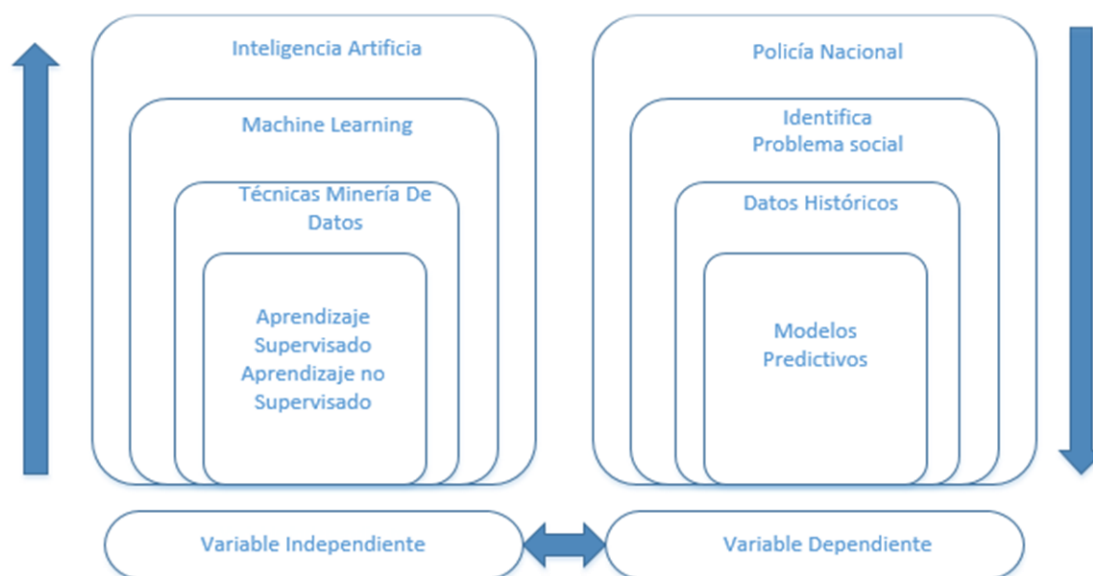 Inteligencia Artificia
Machine Learning
Técnicas Minería De
Datos
Aprendizaje
Supervisado
Aprendizaje no
Supervisado
Variable Independiente
Policía Nacional
Identifica
Problema social
Datos Históricos
Modelos
Predictivos
Variable Dependiente